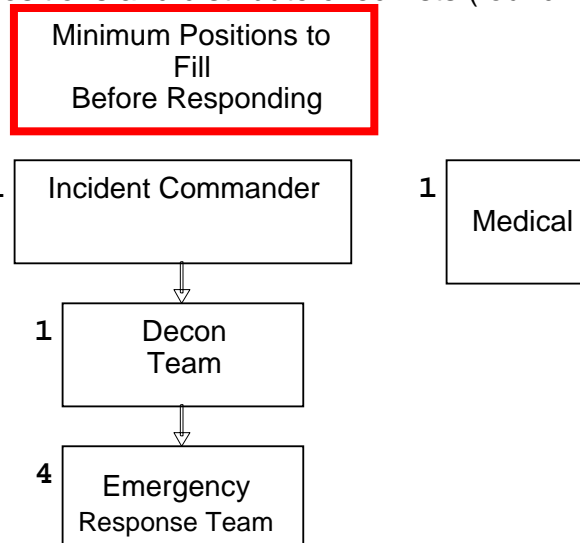 Minimum Positions to
Fill
Before Responding
Incident Commander
1
Medical
1
Decon
Team
4
Emergency
Response Team